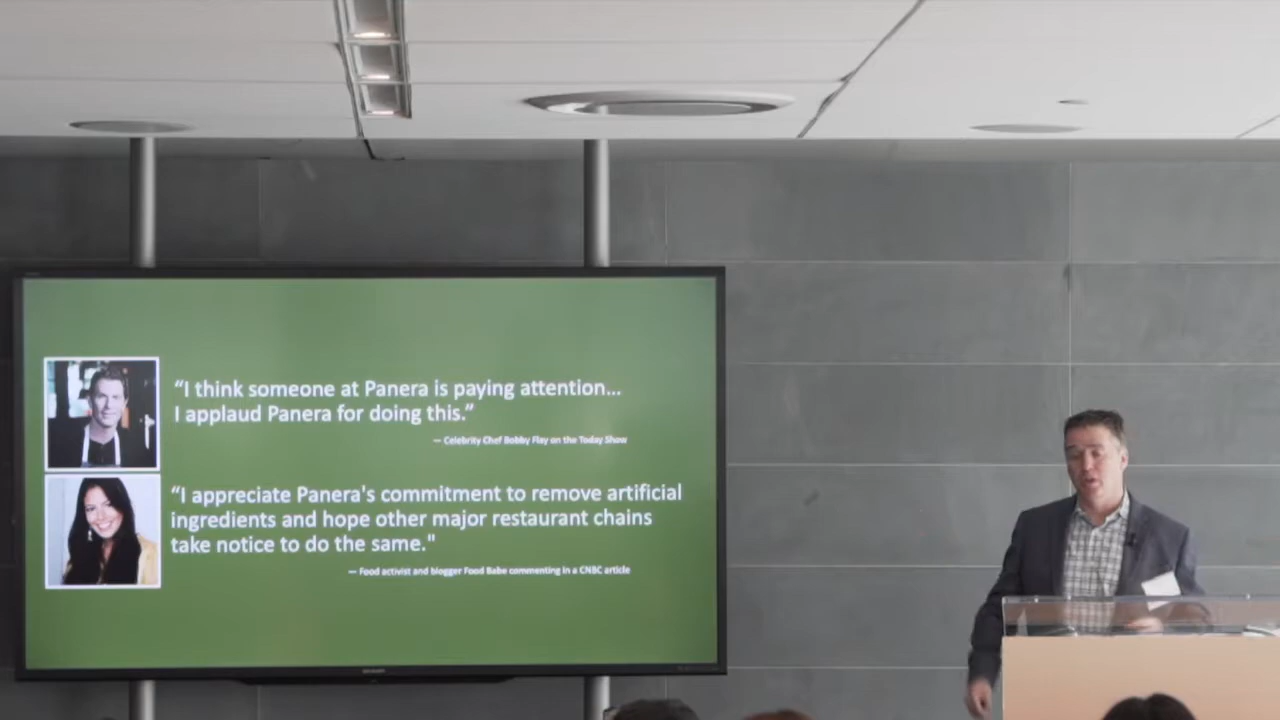 “I think someone at Panera is paying attention...
I applaud Panera for doing this.”
— Celebrity Chef Bobby Flay on the Today Show
“I appreciate Panera's commitment to remove artificial
ingredients and hope other major restaurant chains
take notice to do the same."
— Food activist and blogger Food Babe commenting in a CNBC article